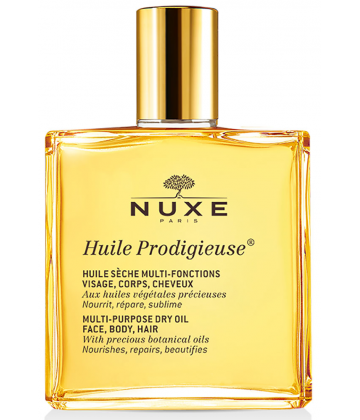 NUXE
PARIS
Huile Prodigieuse®
HUILE SÈCHE MULTI-FONCTIONS
VISAGE, CORPS, CHEVEUX
Aux huiles végétales précieuses
Nourrit, répare, sublime
MULTI-PURPOSE DRY OIL
FACE, BODY, HAIR
With precious botanical oils
Nourishes, repairs, beautifies